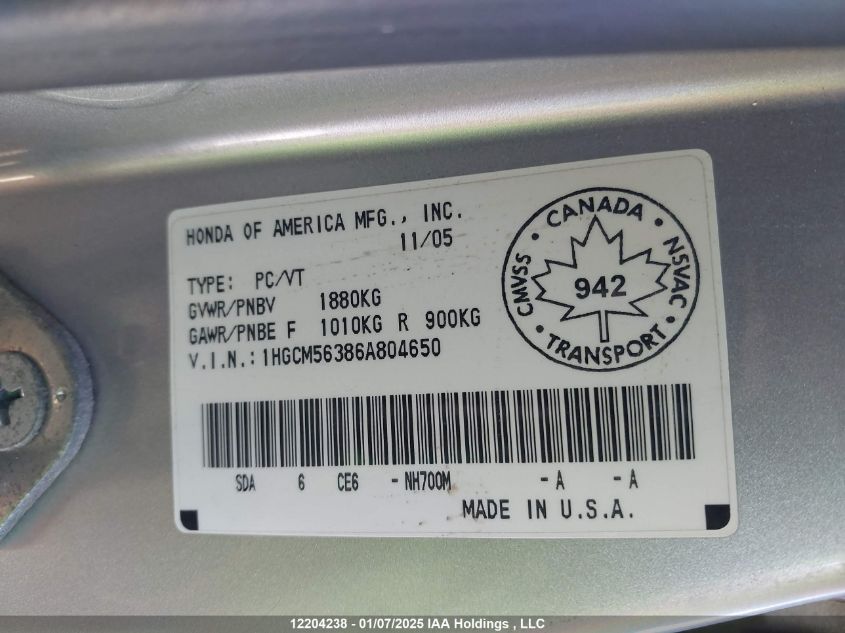 HONDA OF AMERICA MFG., INC.
11/05
TYPE: PC/VT
GVWR/PNBV 1880KG
GAWR/PNBE F 1010KG R 900KG
V.I.N.: 1HGCM56386A804650
CANADA
CMVSS
942
NSVAC
TRANSPORT
SDA 6 CE6 - NH700M - A - A
MADE IN U.S.A.
12204238 - 01/07/2025 IAA Holdings , LLC